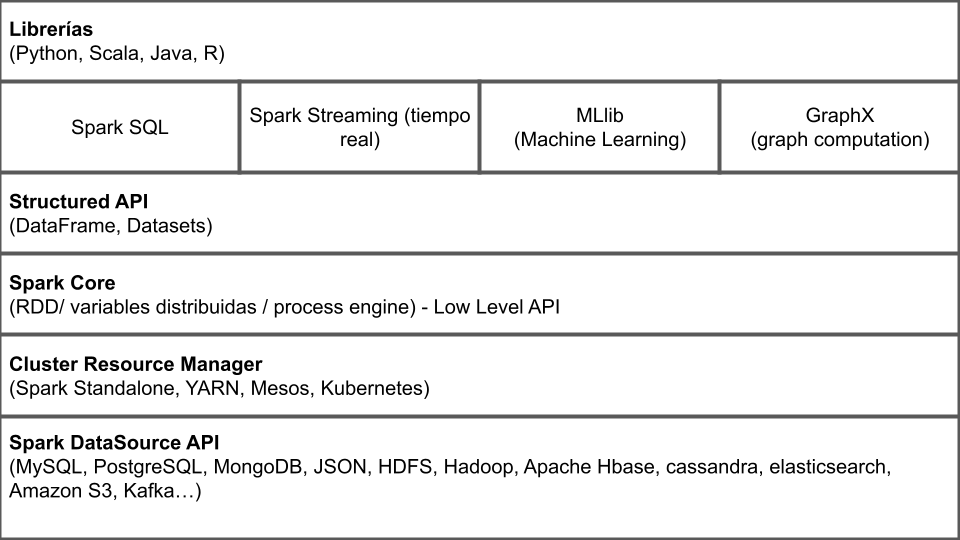 Librerías
(Python, Scala, Java, R)
Spark SQL
Spark Streaming (tiempo
real)
MLlib
(Machine Learning)
GraphX
(graph computation)
Structured API
(DataFrame, Datasets)
Spark Core
(RDD/ variables distribuidas / process engine) - Low Level API
Cluster Resource Manager
(Spark Standalone, YARN, Mesos, Kubernetes)
Spark DataSource API
(MySQL, PostgreSQL, MongoDB, JSON, HDFS, Hadoop, Apache Hbase, cassandra, elasticsearch,
Amazon S3, Kafka…)